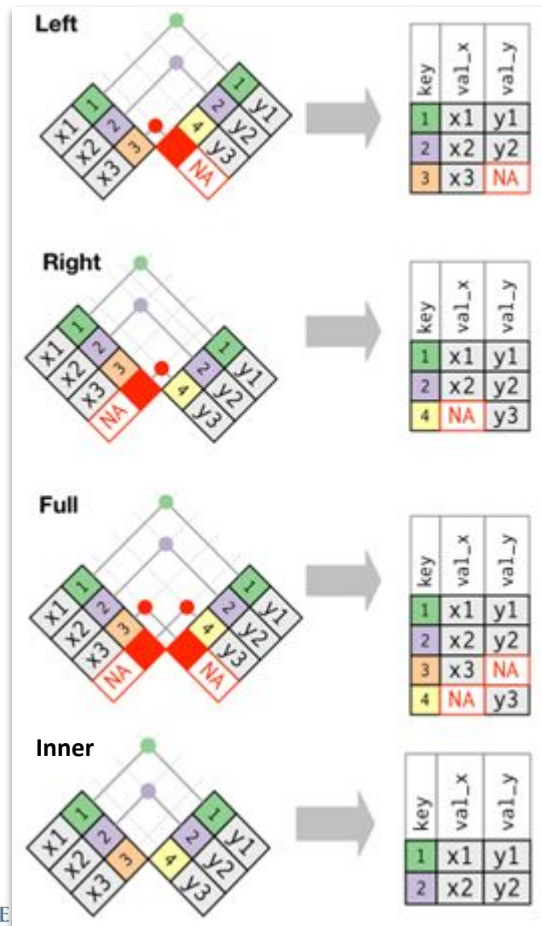 Left
1 x1
2 x2
3 x3
1 y1
2 y2
4 y3
NA
key val_x val_y
1 x1 y1
2 x2 y2
3 x3 NA
Right
1 x1
2 x2
3 x3
NA
1 y1
2 y2
4 y3
key val_x val_y
1 x1 y1
2 x2 y2
4 NA y3
Full
1 x1
2 x2
3 x3
NA
1 y1
2 y2
4 y3
NA
key val_x val_y
1 x1 y1
2 x2 y2
3 x3 NA
4 NA y3
Inner
1 x1
2 x2
3 x3
1 y1
2 y2
4 y3
key val_x val_y
1 x1 y1
2 x2 y2
E